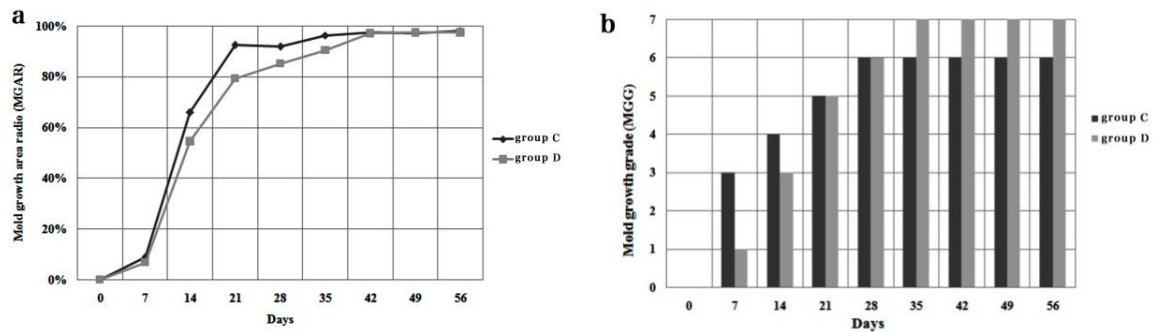 a
Mold growth area radio (MGAR)
100%
80%
60%
40%
20%
0%
0 7 14 21 28 35 42 49 56
Days
group C
group D
b
Mold growth grade (MGG)
7
6
5
4
3
2
1
0
0 7 14 21 28 35 42 49 56
Days
group C
group D